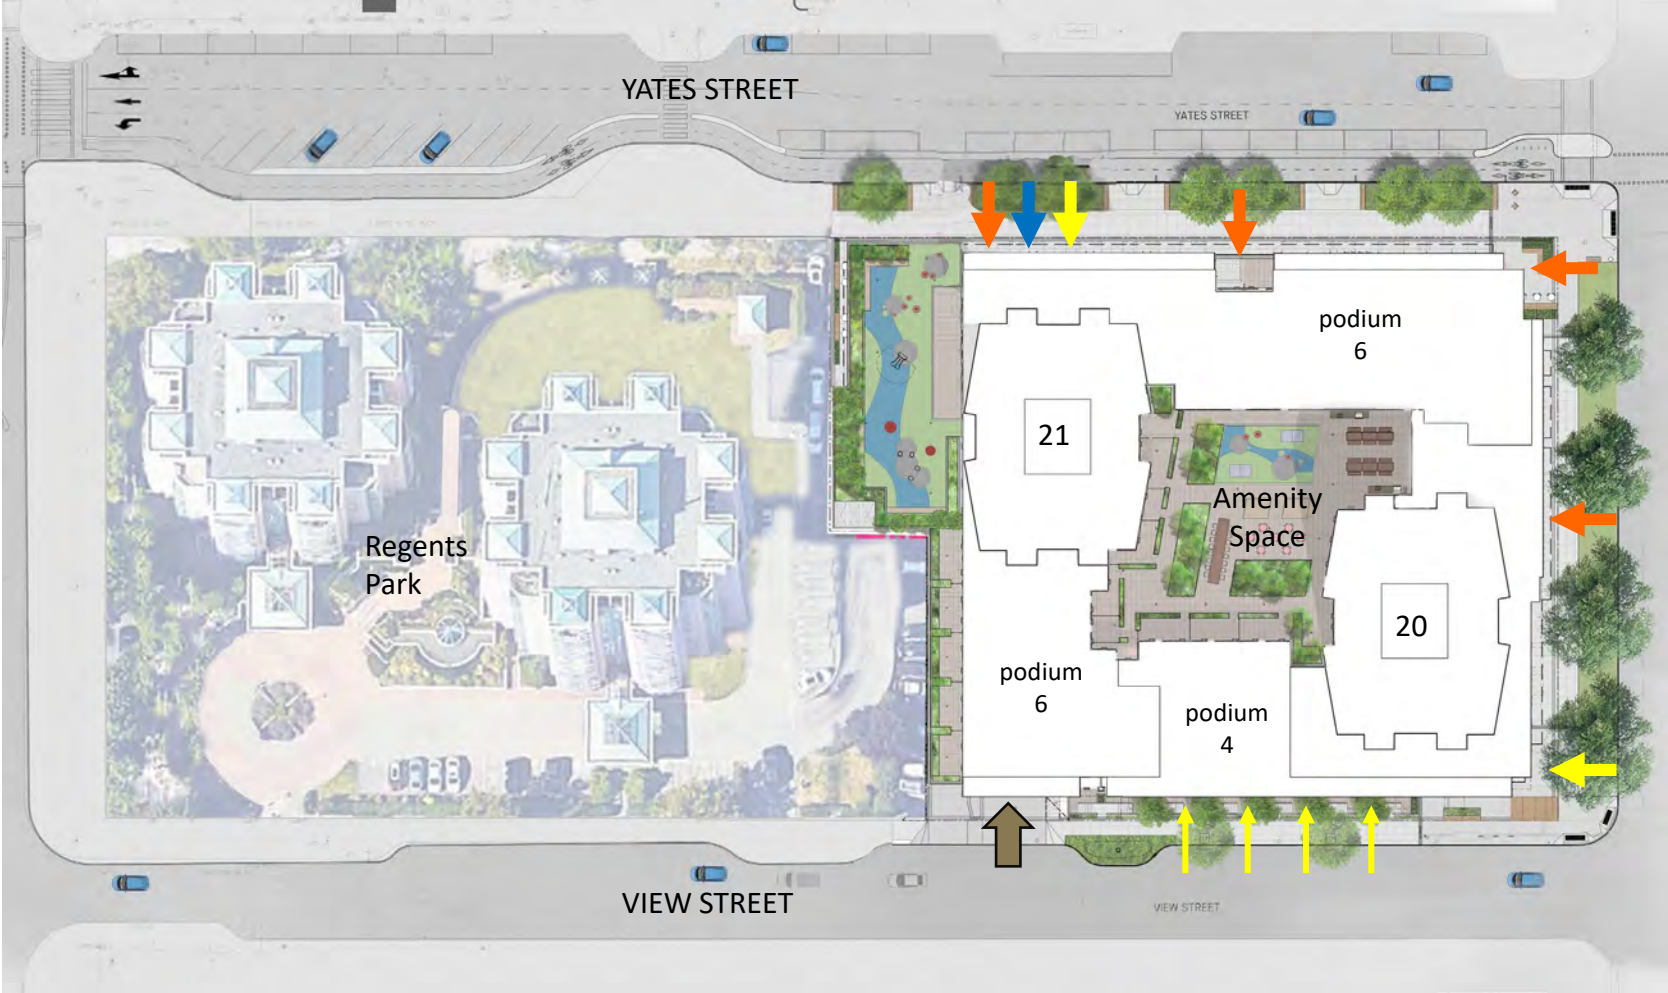 YATES STREET
YATES STREET
podium
6
21
Amenity
Space
Regents
Park
20
podium
6
podium
4
VIEW STREET
VIEW STREET